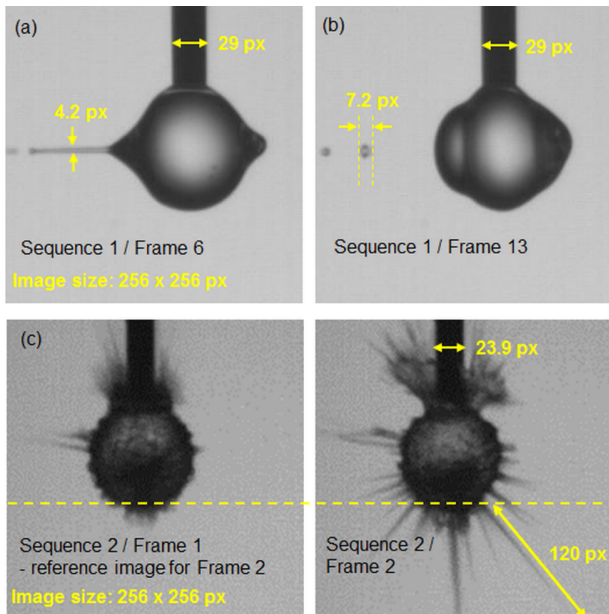 (a)
29 px
4.2 px
Sequence 1 / Frame 6
Image size: 256 x 256 px
(b)
29 px
7.2 px
Sequence 1 / Frame 13
(c)
Sequence 2 / Frame 1
- reference image for Frame 2
Image size: 256 x 256 px
23.9 px
120 px
Sequence 2 /
Frame 2